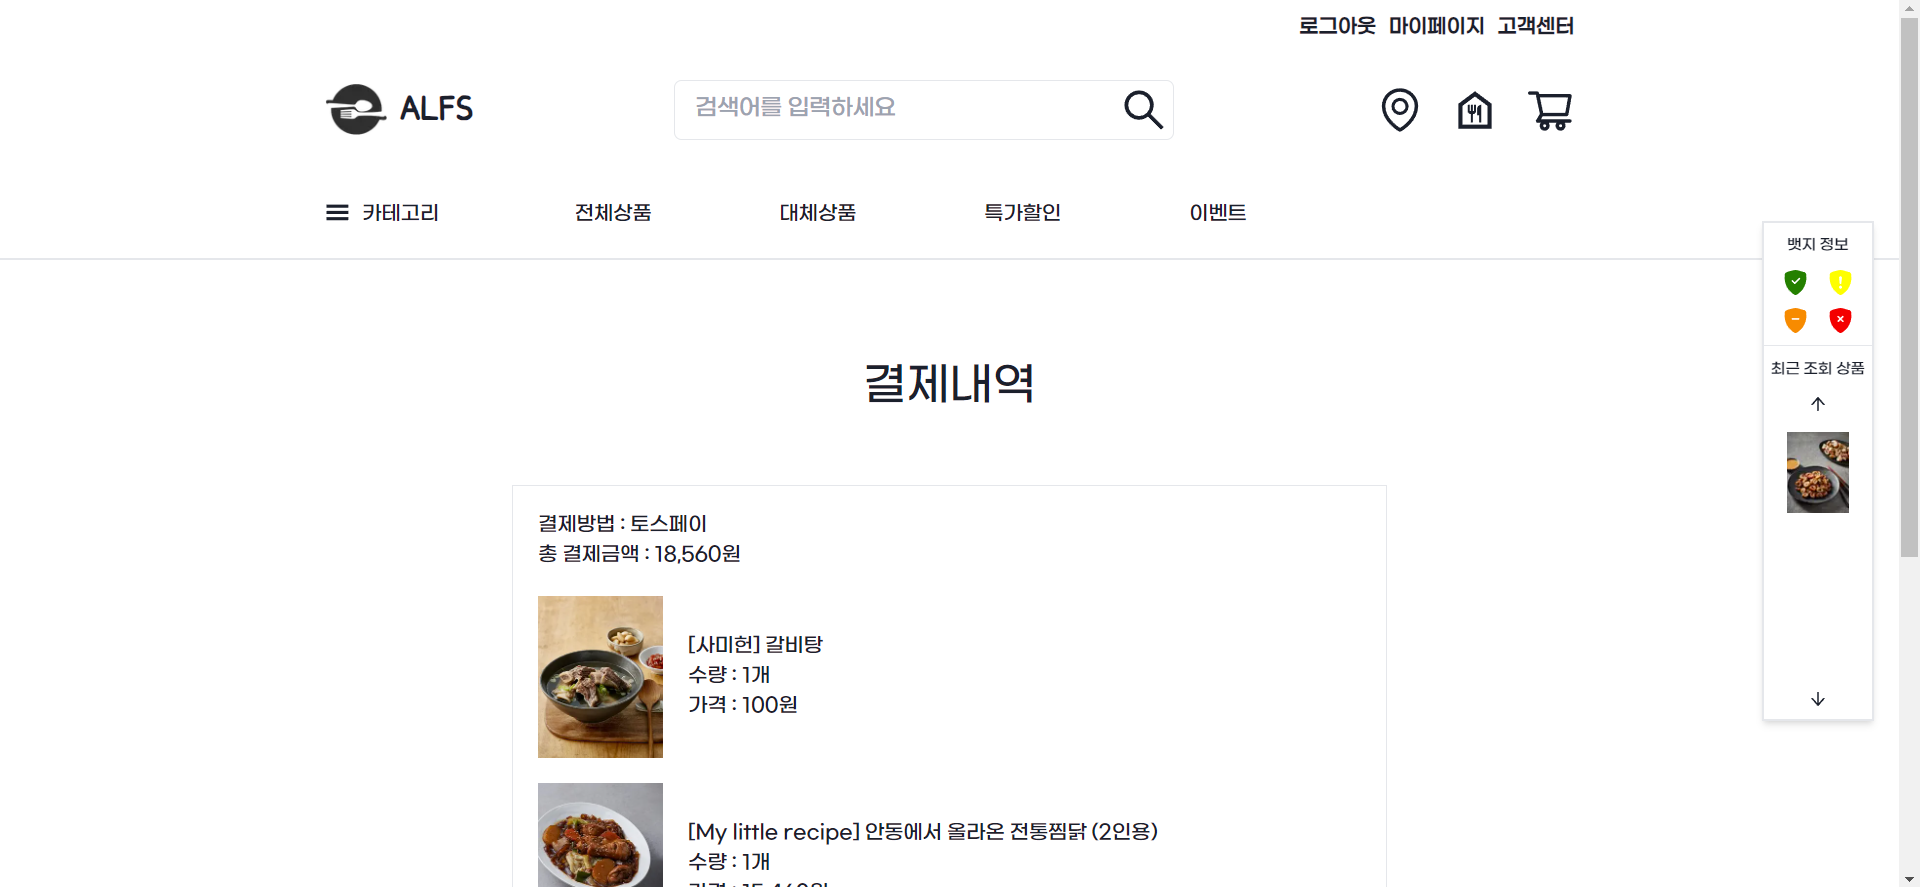 로그아웃 마이페이지 고객센터
ALFS
검색어를 입력하세요
카테고리 전체상품 대체상품 특가할인 이벤트
뱃지 정보
최근 조회 상품
결제내역
결제방법 : 토스페이
총 결제금액 : 18,560원
[사미헌] 갈비탕
수량 : 1개
가격 : 100원
[My little recipe] 안동에서 올라온 전통찜닭 (2인용)
수량 : 1개